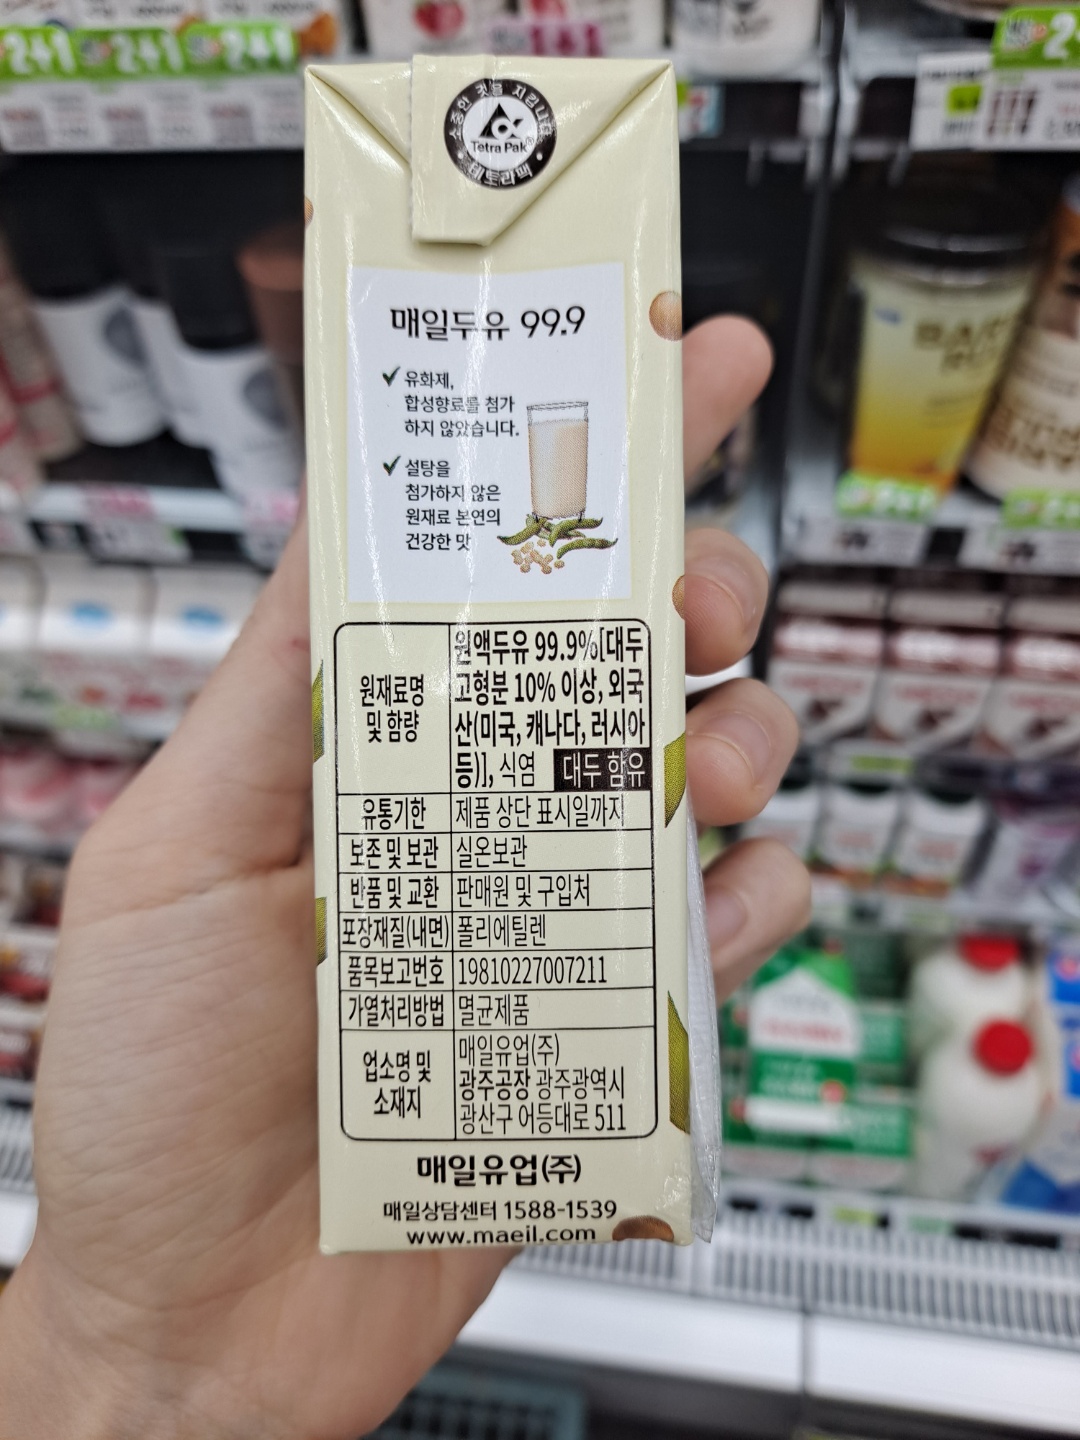 소중한 것을 지킵니다
Tetra Pak®
테트라팩
매일두유 99.9
유화제,
합성향료를 첨가
하지 않았습니다.
설탕을
첨가하지 않은
원재료 본연의
건강한 맛
원재료명
및 함량
원액두유 99.9%[대두
고형분 10% 이상, 외국
산(미국, 캐나다, 러시아
등)], 식염 대두 함유
유통기한 제품 상단 표시일까지
보존 및 보관 실온보관
반품 및 교환 판매원 및 구입처
포장재질(내면) 폴리에틸렌
품목보고번호 19810227007211
가열처리방법 멸균제품
업소명 및
소재지
매일유업(주)
광주공장 광주광역시
광산구 어등대로 511
매일유업(주)
매일상담센터 1588-1539
www.maeil.com
2+1
2+1
2+1
1+1